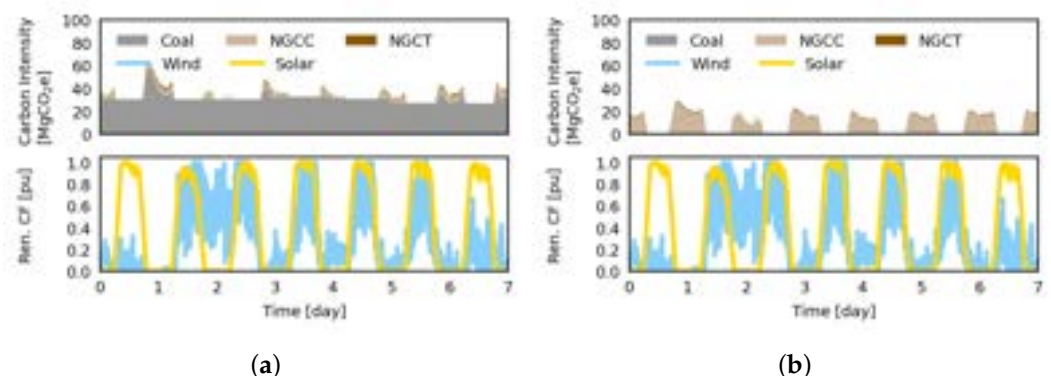 Carbon Intensity
[MgCO2e]
100
80
60
40
20
0
Coal NGCC NGCT
Wind Solar
Ren. CF [pu]
1.0
0.8
0.6
0.4
0.2
0.0
0 1 2 3 4 5 6 7
Time [day]
(a)
Carbon Intensity
[MgCO2e]
100
80
60
40
20
0
Coal NGCC NGCT
Wind Solar
Ren. CF [pu]
1.0
0.8
0.6
0.4
0.2
0.0
0 1 2 3 4 5 6 7
Time [day]
(b)